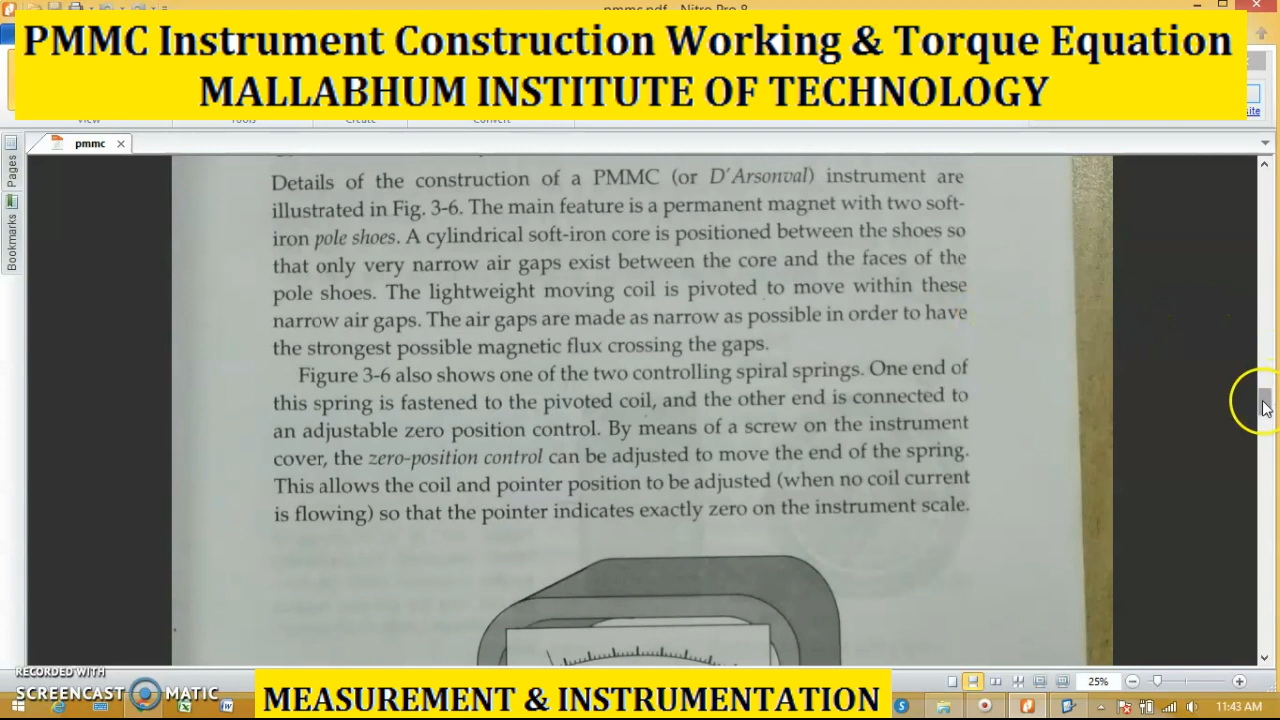 pmmc.pdf - Nitro Pro 8
PMMC Instrument Construction Working & Torque Equation
MALLABHUM INSTITUTE OF TECHNOLOGY
pmmc
Pages
Bookmarks
Details of the construction of a PMMC (or D'Arsonval) instrument are
illustrated in Fig. 3-6. The main feature is a permanent magnet with two soft-
iron pole shoes. A cylindrical soft-iron core is positioned between the shoes so
that only very narrow air gaps exist between the core and the faces of the
pole shoes. The lightweight moving coil is pivoted to move within these
narrow air gaps. The air gaps are made as narrow as possible in order to have
the strongest possible magnetic flux crossing the gaps.
Figure 3-6 also shows one of the two controlling spiral springs. One end of
this spring is fastened to the pivoted coil, and the other end is connected to
an adjustable zero position control. By means of a screw on the instrument
cover, the zero-position control can be adjusted to move the end of the spring.
This allows the coil and pointer position to be adjusted (when no coil current
is flowing) so that the pointer indicates exactly zero on the instrument scale.
RECORDED WITH
SCREENCAST MATIC
25%
MEASUREMENT & INSTRUMENTATION
11:43 AM